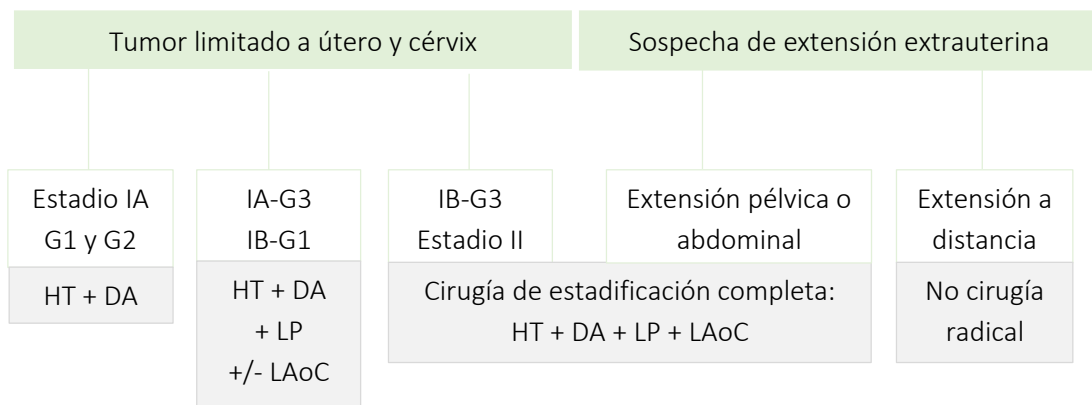 Tumor limitado a útero y cérvix
Sospecha de extensión extrauterina
Estadio IA
G1 y G2
HT + DA
IA-G3
IB-G1
HT + DA
+ LP
+/- LAoC
IB-G3
Estadio II
Extensión pélvica o
abdominal
Cirugía de estadificación completa:
HT + DA + LP + LAoC
Extensión a
distancia
No cirugía
radical